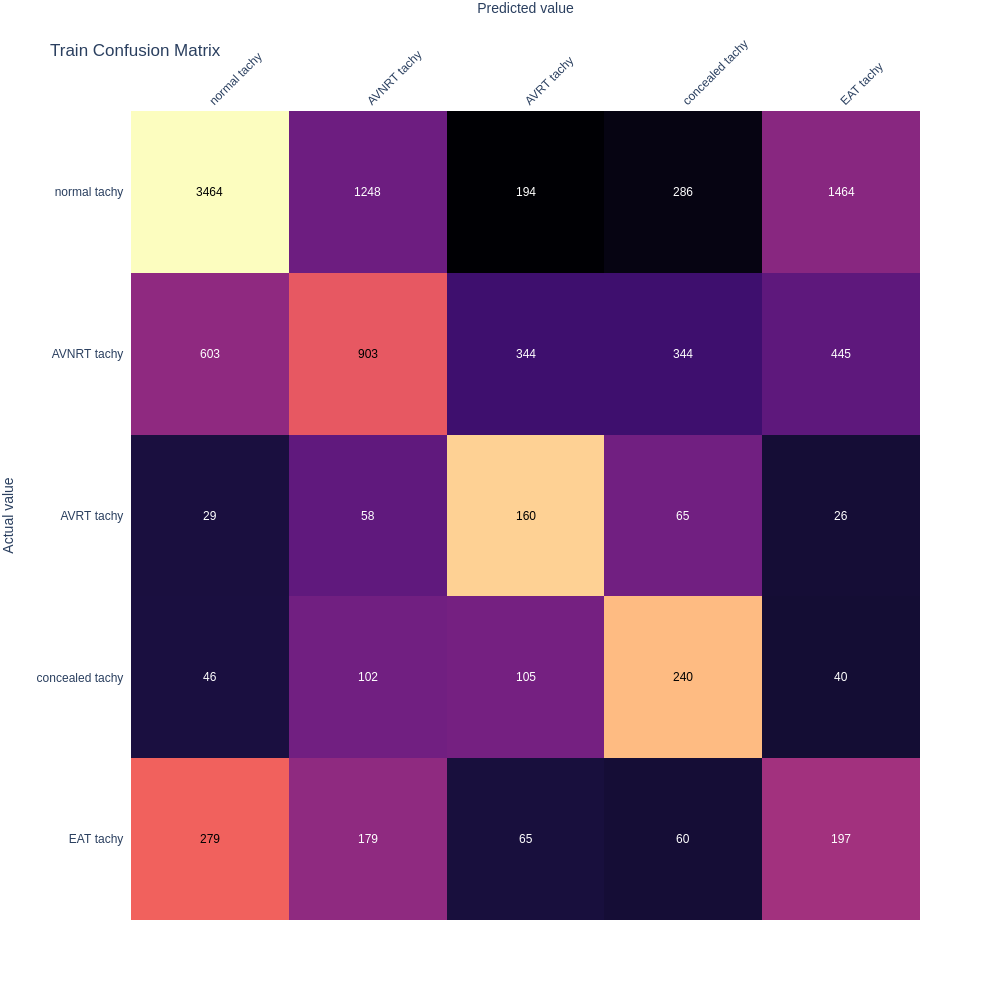 Predicted value
Train Confusion Matrix
normal tachy
AVNRT tachy
AVRT tachy
concealed tachy
EAT tachy
normal tachy 3464 1248 194 286 1464
AVNRT tachy 603 903 344 344 445
AVRT tachy 29 58 160 65 26
concealed tachy 46 102 105 240 40
EAT tachy 279 179 65 60 197
Actual value